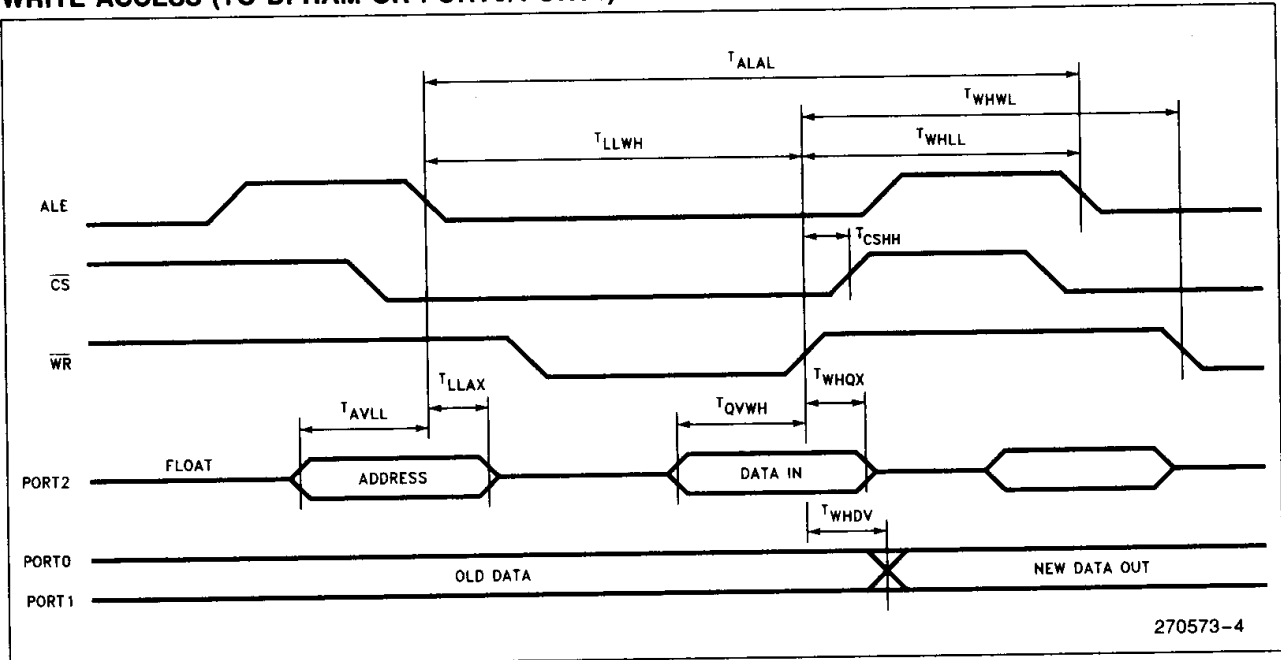 WRITE ACCESS (TO DPRAM OR PORT0/PORT1)
TALAL
TWHWL
TLLWH
TWHLL
ALE
TCSHH
CS
WR
TLLAX
TWHQX
TAVLL
TQVWH
FLOAT
PORT2
ADDRESS
DATA IN
TWHDV
PORT0
OLD DATA
NEW DATA OUT
PORT1
270573-4